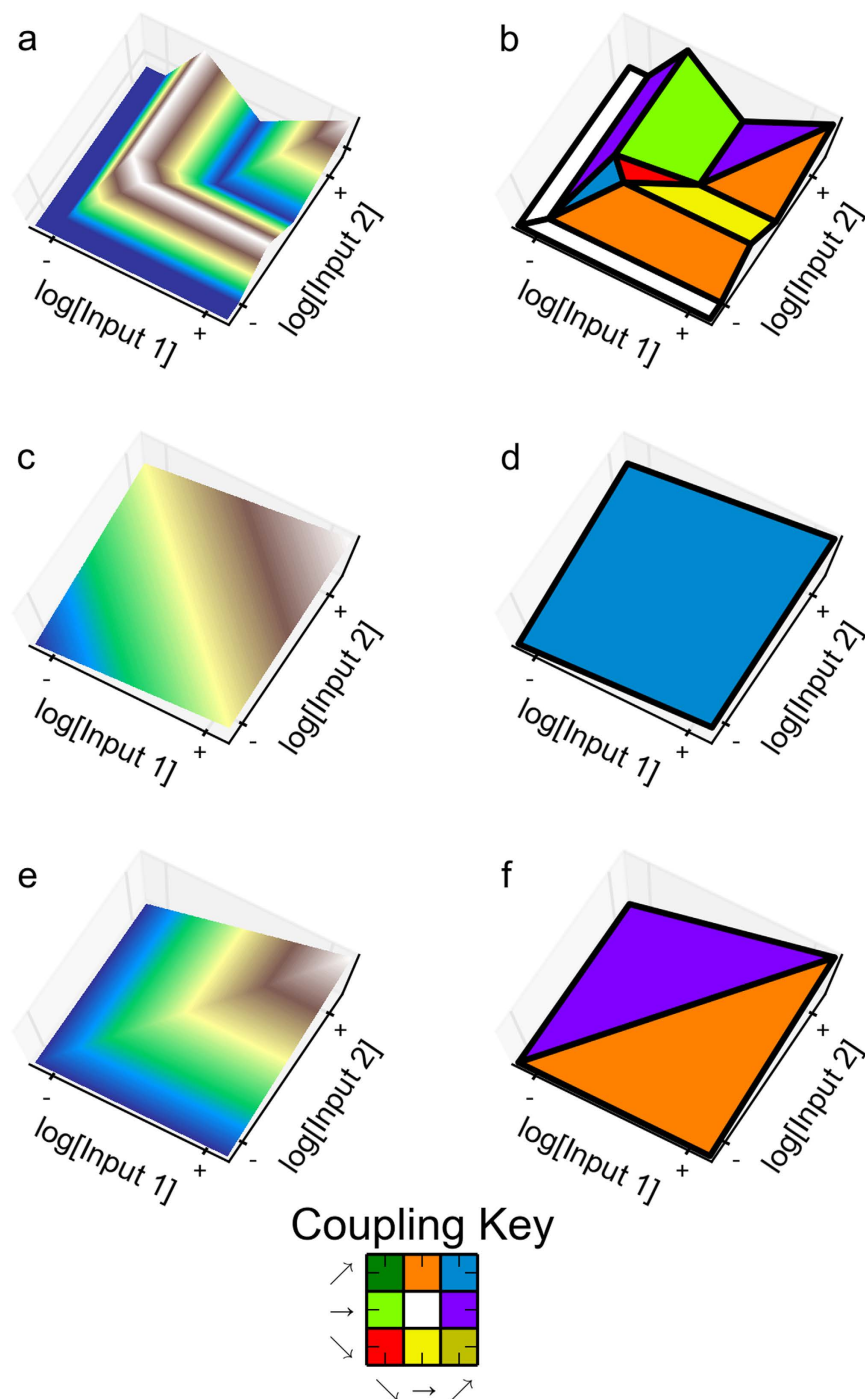 a
b
-
+
-
+
log[Input 1]
log[Input 2]
-
+
-
+
log[Input 1]
log[Input 2]
c
d
-
+
-
+
log[Input 1]
log[Input 2]
-
+
-
+
log[Input 1]
log[Input 2]
e
f
-
+
-
+
log[Input 1]
log[Input 2]
-
+
-
+
log[Input 1]
log[Input 2]
Coupling Key
↗
→
↘
↘ → ↗